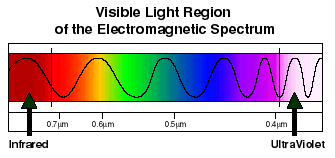 Visible Light Region
of the Electromagnetic Spectrum
0.7µm 0.6µm 0.5µm 0.4µm
Infrared UltraViolet